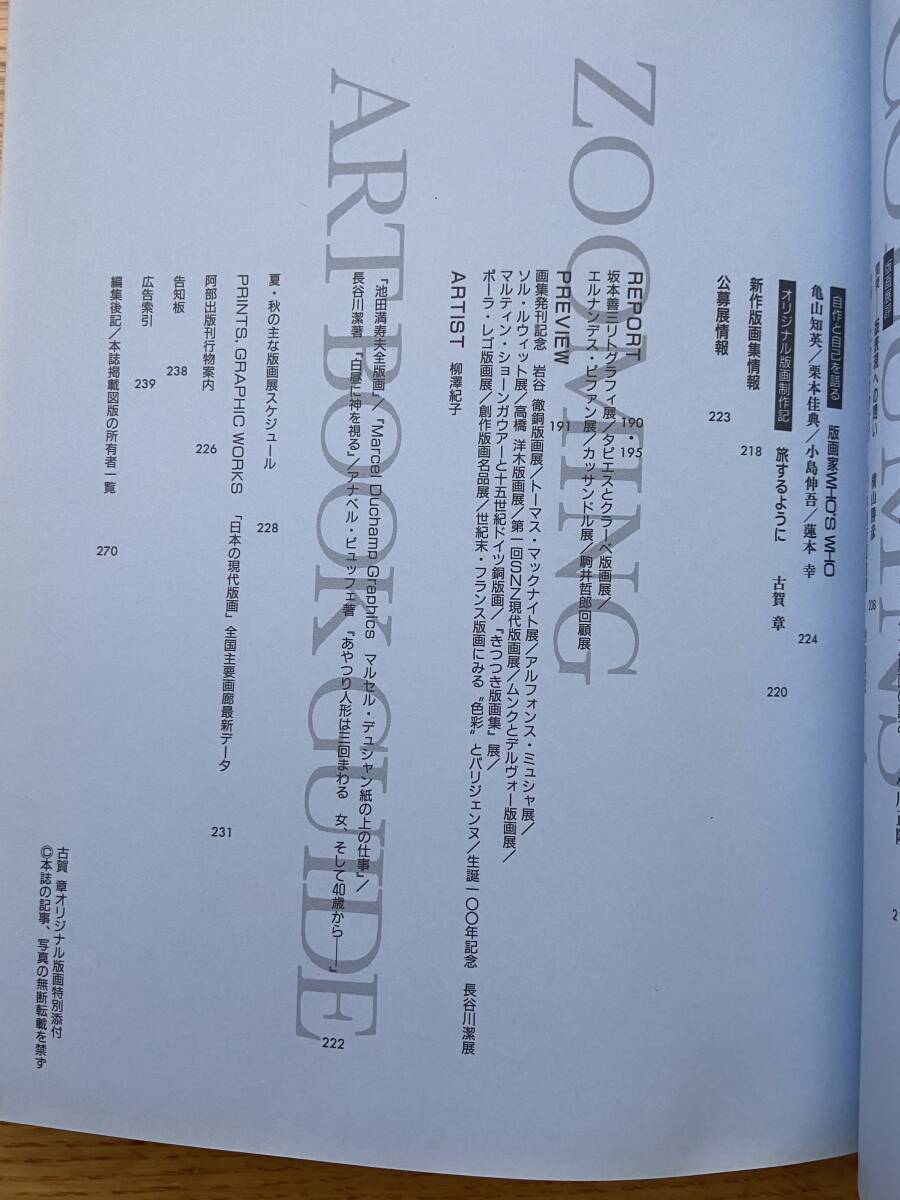 版画展評
自作と自己を語る 版画家WHO'S WHO
亀山知英／栗本佳典／小島伸吾／蓮本 幸 224
オリジナル版画制作記 旅するように 古賀 章 220
新作版画集情報 218
公募展情報 223
ZOOMING
REPORT 190・195
坂本善三リトグラフィ展／タピエスとクラーベ版画展／
エルナンデス・ピファン展／カッサンドル展／駒井哲郎回顧展
PREVIEW 191
画集発刊記念 岩谷 徹銅版画展／トーマス・マックナイト展／アルフォンス・ミュシャ展／
ソル・ルウィット展／高橋 洋木版画展／第一回SNZ現代版画展／ムンクとデルヴォー版画展／
マルティン・ショーンガウアーと十五世紀ドイツ銅版画／『きつつき版画集』展／
ポーラ・レゴ版画展／創作版画名品展／世紀末・フランス版画にみる〝色彩〟とパリジェンヌ／生誕一〇〇年記念 長谷川潔展
ARTIST 柳澤紀子
ART BOOK GUIDE
『池田満寿夫全版画』／『Marcel Duchamp Graphics マルセル・デュシャン紙の上の仕事』／
長谷川潔著『白昼に神を視る』／アナベル・ビュッフェ著『あやつり人形は三回まわる 女、そして40歳から——』 222
夏・秋の主な版画展スケジュール 228
PRINTS, GRAPHIC WORKS 「日本の現代版画」全国主要画廊最新データ 231
阿部出版刊行物案内 226
告知板 238
広告索引 239
編集後記／本誌掲載図版の所有者一覧 270
古賀 章オリジナル版画特別添付
©本誌の記事、写真の無断転載を禁ず